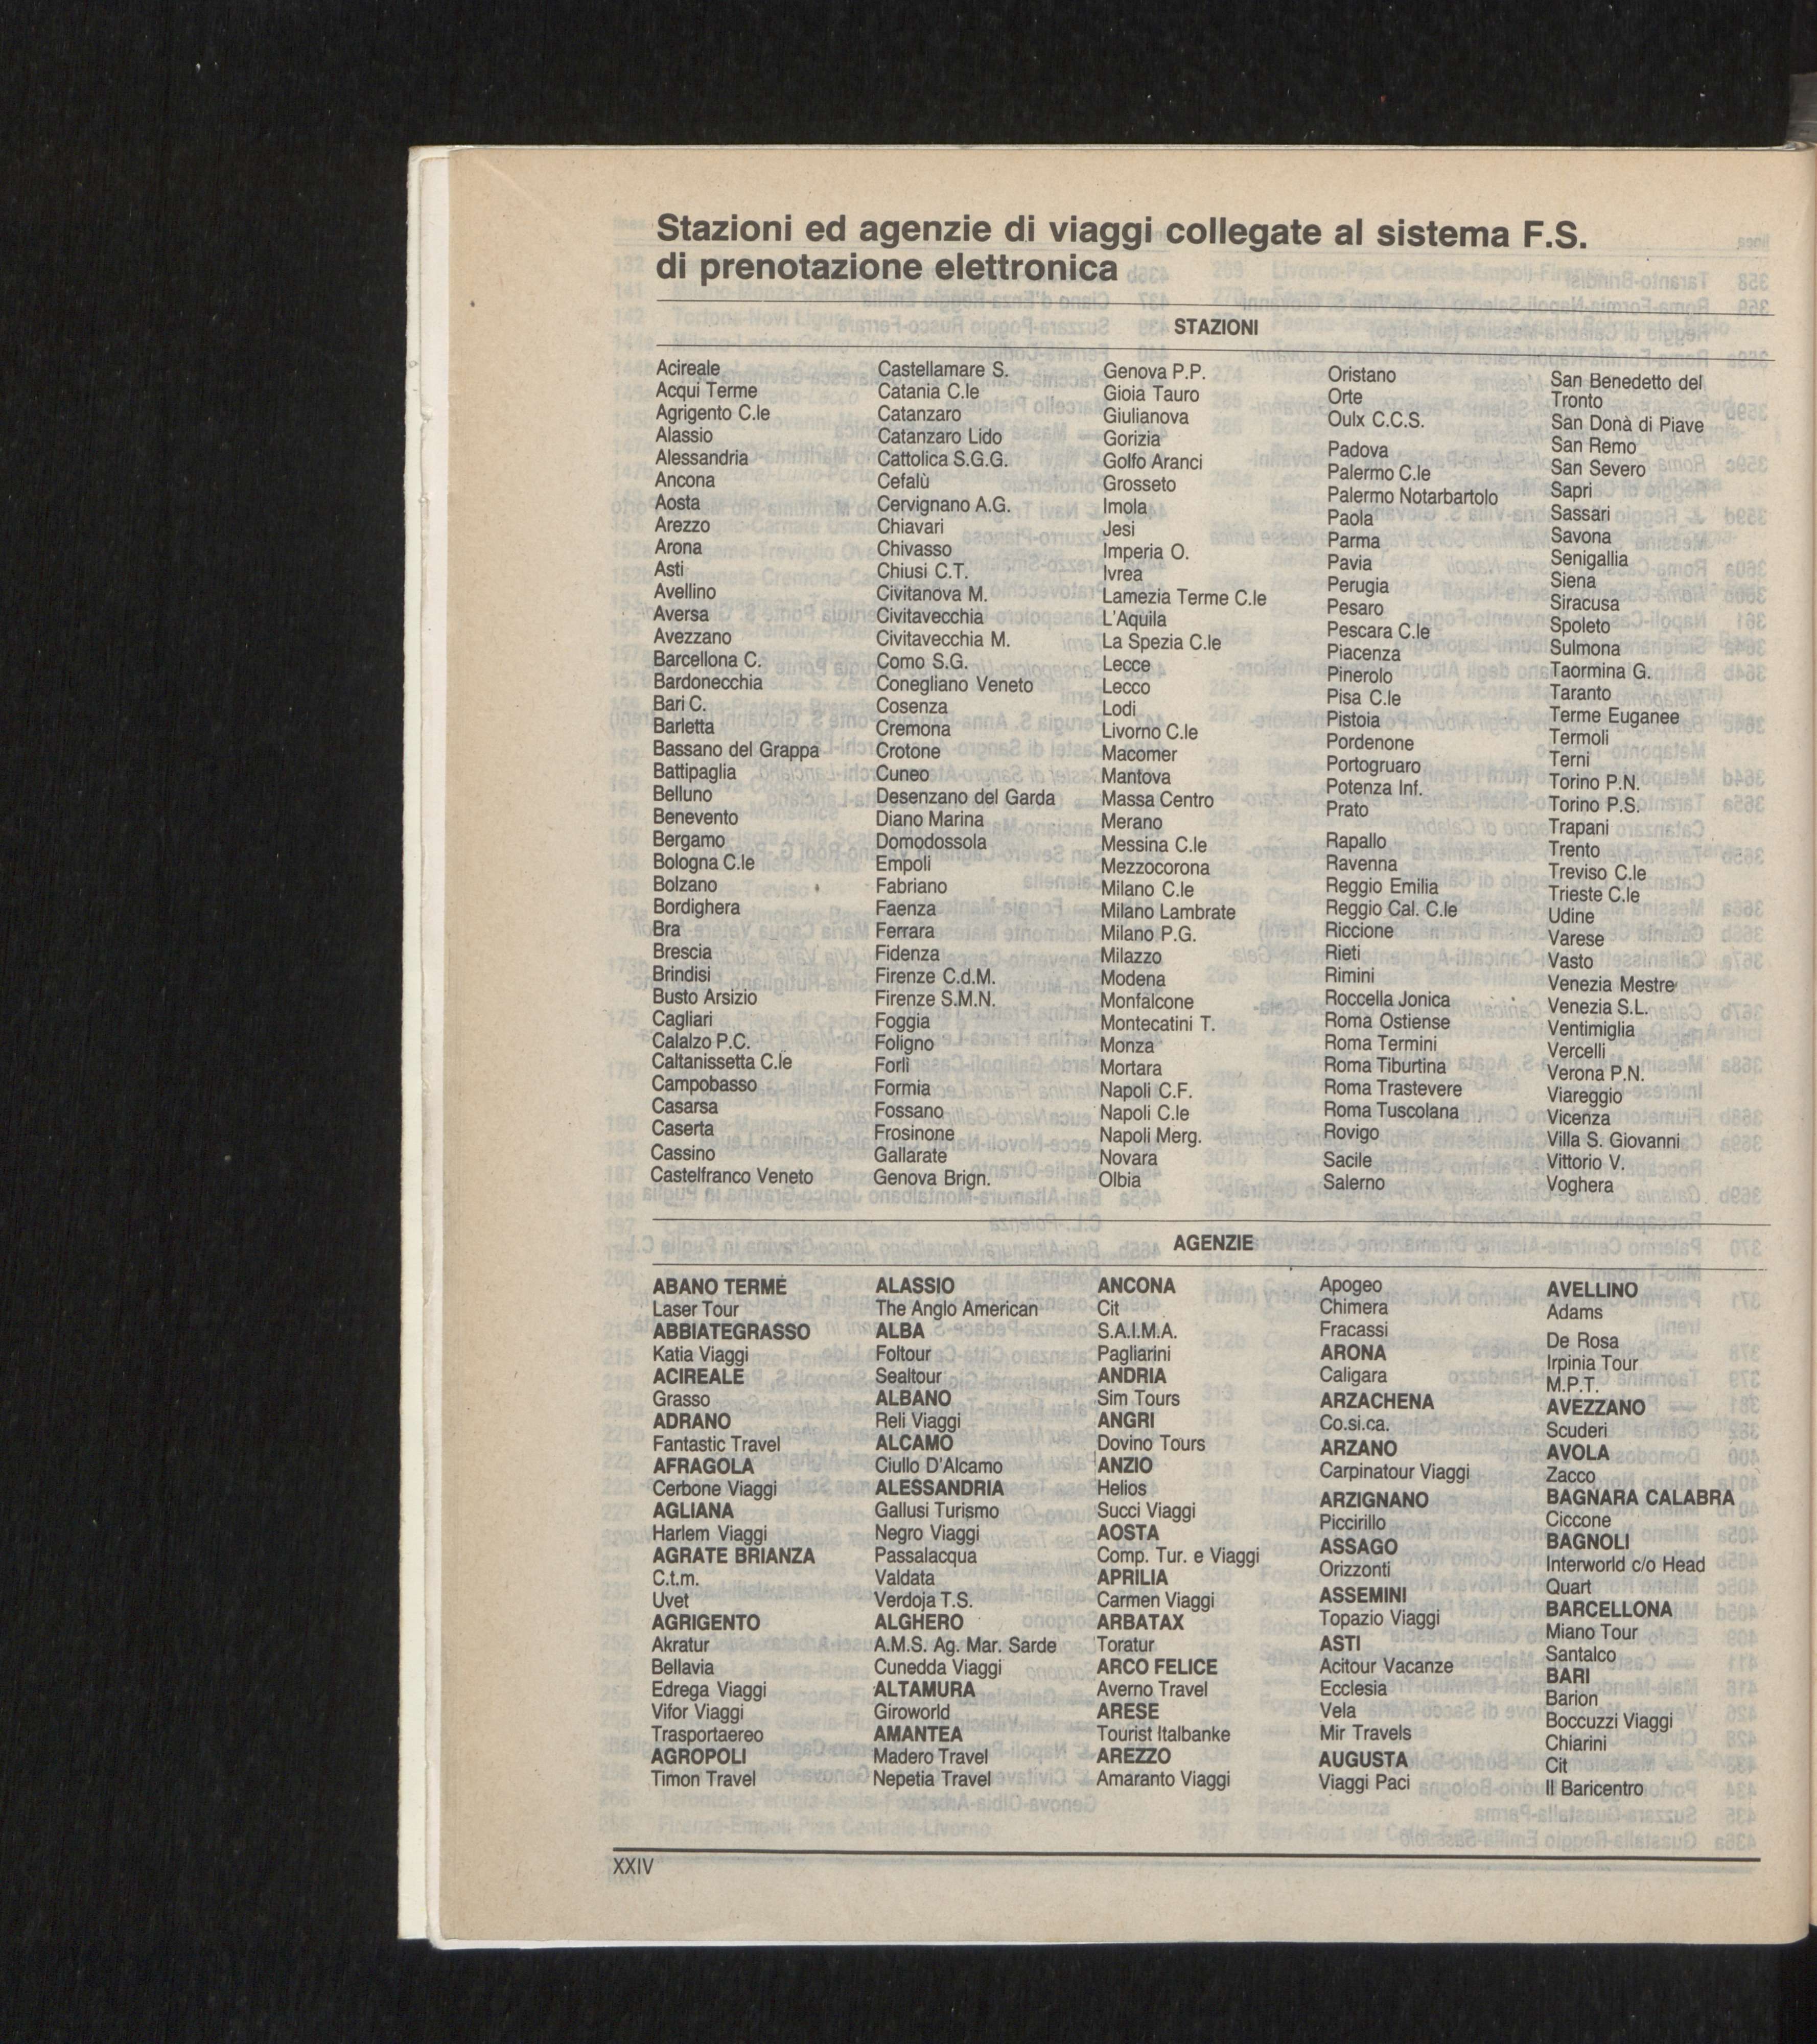 Stazioni ed agenzie di viaggi collegate al sistema F.S.
di prenotazione elettronica
STAZIONI
Acireale
Acqui Terme
Agrigento C.le
Alassio
Alessandria
Ancona
Aosta
Arezzo
Arona
Asti
Avellino
Aversa
Avezzano
Barcellona C.
Bardonecchia
Bari C.
Barletta
Bassano del Grappa
Battipaglia
Belluno
Benevento
Bergamo
Bologna C.le
Bolzano
Bordighera
Bra
Brescia
Brindisi
Busto Arsizio
Cagliari
Calalzo P.C.
Caltanissetta C.le
Campobasso
Casarsa
Caserta
Cassino
Castelfranco Veneto
Castellamare S.
Catania C.le
Catanzaro
Catanzaro Lido
Cattolica S.G.G.
Cefalù
Cervignano A.G.
Chiavari
Chivasso
Chiusi C.T.
Civitanova M.
Civitavecchia
Civitavecchia M.
Como S.G.
Conegliano Veneto
Cosenza
Cremona
Crotone
Cuneo
Desenzano del Garda
Diano Marina
Domodossola
Empoli
Fabriano
Faenza
Ferrara
Fidenza
Firenze C.d.M.
Firenze S.M.N.
Foggia
Foligno
Forlì
Formia
Fossano
Frosinone
Gallarate
Genova Brign.
Genova P.P.
Gioia Tauro
Giulianova
Gorizia
Golfo Aranci
Grosseto
Imola
Jesi
Imperia O.
Ivrea
Lamezia Terme C.le
L'Aquila
La Spezia C.le
Lecce
Lecco
Lodi
Livorno C.le
Macomer
Mantova
Massa Centro
Merano
Messina C.le
Mezzocorona
Milano C.le
Milano Lambrate
Milano P.G.
Milazzo
Modena
Monfalcone
Montecatini T.
Monza
Mortara
Napoli C.F.
Napoli C.le
Napoli Merg.
Novara
Olbia
Oristano
Orte
Oulx C.C.S.
Padova
Palermo C.le
Palermo Notarbartolo
Paola
Parma
Pavia
Perugia
Pesaro
Pescara C.le
Piacenza
Pinerolo
Pisa C.le
Pistoia
Pordenone
Portogruaro
Potenza Inf.
Prato
Rapallo
Ravenna
Reggio Emilia
Reggio Cal. C.le
Riccione
Rieti
Rimini
Roccella Jonica
Roma Ostiense
Roma Termini
Roma Tiburtina
Roma Trastevere
Roma Tuscolana
Rovigo
Sacile
Salerno
San Benedetto del
Tronto
San Donà di Piave
San Remo
San Severo
Sapri
Sassari
Savona
Senigallia
Siena
Siracusa
Spoleto
Sulmona
Taormina G.
Taranto
Terme Euganee
Termoli
Terni
Torino P.N.
Torino P.S.
Trapani
Trento
Treviso C.le
Trieste C.le
Udine
Varese
Vasto
Venezia Mestre
Venezia S.L.
Ventimiglia
Vercelli
Verona P.N.
Viareggio
Vicenza
Villa S. Giovanni
Vittorio V.
Voghera
AGENZIE
ABANO TERME
Laser Tour
ABBIATEGRASSO
Katia Viaggi
ACIREALE
Grasso
ADRANO
Fantastic Travel
AFRAGOLA
Cerbone Viaggi
AGLIANA
Harlem Viaggi
AGRATE BRIANZA
C.t.m.
Uvet
AGRIGENTO
Akratur
Bellavia
Edrega Viaggi
Vifor Viaggi
Trasportaereo
AGROPOLI
Timon Travel
ALASSIO
The Anglo American
ALBA
Foltour
Sealtour
ALBANO
Reli Viaggi
ALCAMO
Ciullo D'Alcamo
ALESSANDRIA
Gallusi Turismo
Negro Viaggi
Passalacqua
Valdata
Verdoja T.S.
ALGHERO
A.M.S. Ag. Mar. Sarde
Cunedda Viaggi
ALTAMURA
Giroworld
AMANTEA
Madero Travel
Nepetia Travel
ANCONA
Cit
S.A.I.M.A.
Pagliarini
ANDRIA
Sim Tours
ANGRI
Dovino Tours
ANZIO
Helios
Succi Viaggi
AOSTA
Comp. Tur. e Viaggi
APRILIA
Carmen Viaggi
ARBATAX
Toratur
ARCO FELICE
Averno Travel
ARESE
Tourist Italbanke
AREZZO
Amaranto Viaggi
Apogeo
Chimera
Fracassi
ARONA
Caligara
ARZACHENA
Co.si.ca.
ARZANO
Carpinatour Viaggi
ARZIGNANO
Piccirillo
ASSAGO
Orizzonti
ASSEMINI
Topazio Viaggi
ASTI
Acitour Vacanze
Ecclesia
Vela
Mir Travels
AUGUSTA
Viaggi Paci
AVELLINO
Adams
De Rosa
Irpinia Tour
M.P.T.
AVEZZANO
Scuderi
AVOLA
Zacco
BAGNARA CALABRA
Ciccone
BAGNOLI
Interworld c/o Head
Quart
BARCELLONA
Miano Tour
Santalco
BARI
Barion
Boccuzzi Viaggi
Chiarini
Cit
Il Baricentro
XXIV